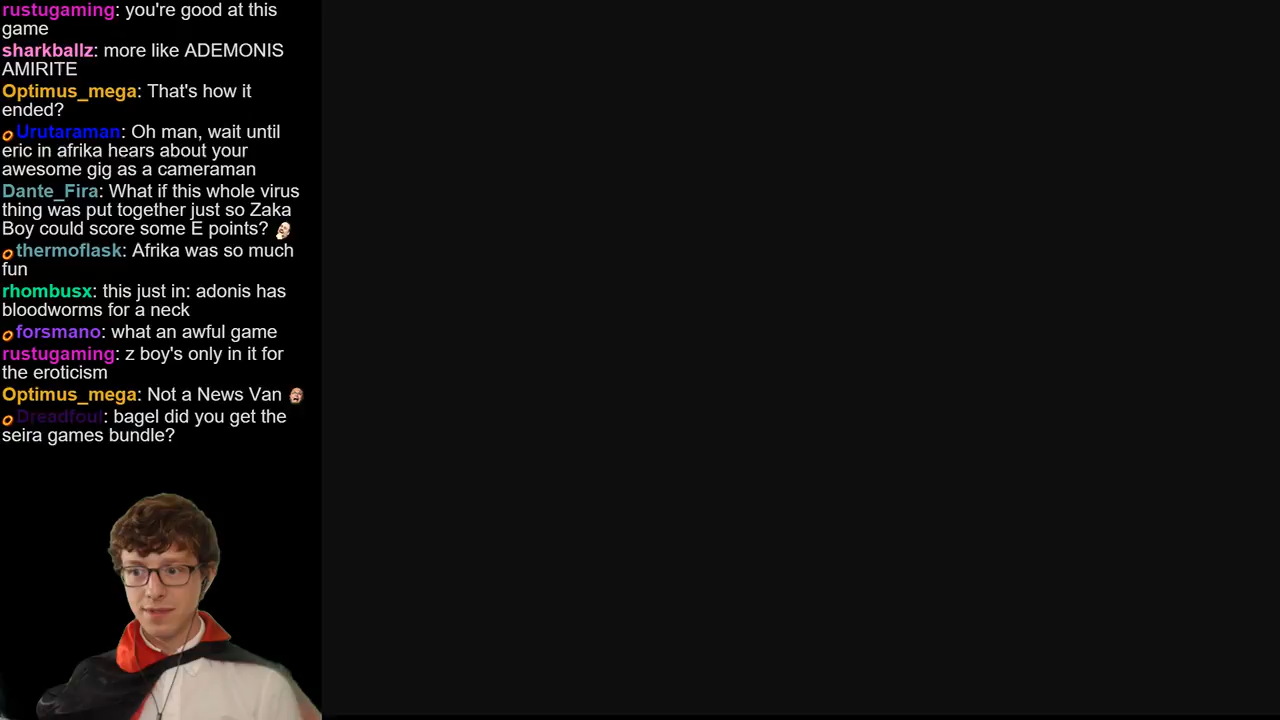 rustugaming: you're good at this
game
sharkballz: more like ADEMONIS
AMIRITE
Optimus_mega: That's how it
ended?
Urutaraman: Oh man, wait until
eric in afrika hears about your
awesome gig as a cameraman
Dante_Fira: What if this whole virus
thing was put together just so Zaka
Boy could score some E points?
thermoflask: Afrika was so much
fun
rhombusx: this just in: adonis has
bloodworms for a neck
forsmano: what an awful game
rustugaming: z boy's only in it for
the eroticism
Optimus_mega: Not a News Van
Dreadfoul: bagel did you get the
seira games bundle?